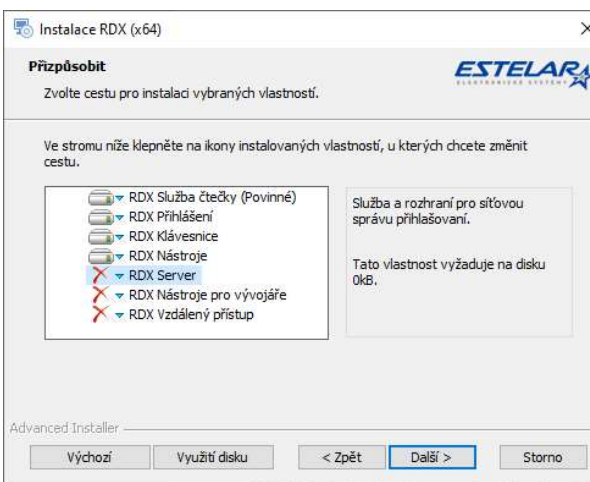 Instalace RDX (x64)
Přizpůsobit
Zvolte cestu pro instalaci vybraných vlastností.
ESTELAR
ELEKTRONICKÉ SYSTÉMY
Ve stromu níže klepněte na ikony instalovaných vlastností, u kterých chcete změnit
cestu.
RDX Služba čtečky (Povinné)
RDX Přihlášení
RDX Klávesnice
RDX Nástroje
RDX Server
RDX Nástroje pro vývojáře
RDX Vzdálený přístup
Služba a rozhraní pro síťovou
správu přihlašovaní.
Tato vlastnost vyžaduje na disku
0kB.
Advanced Installer
Výchozí
Využití disku
< Zpět
Další >
Storno